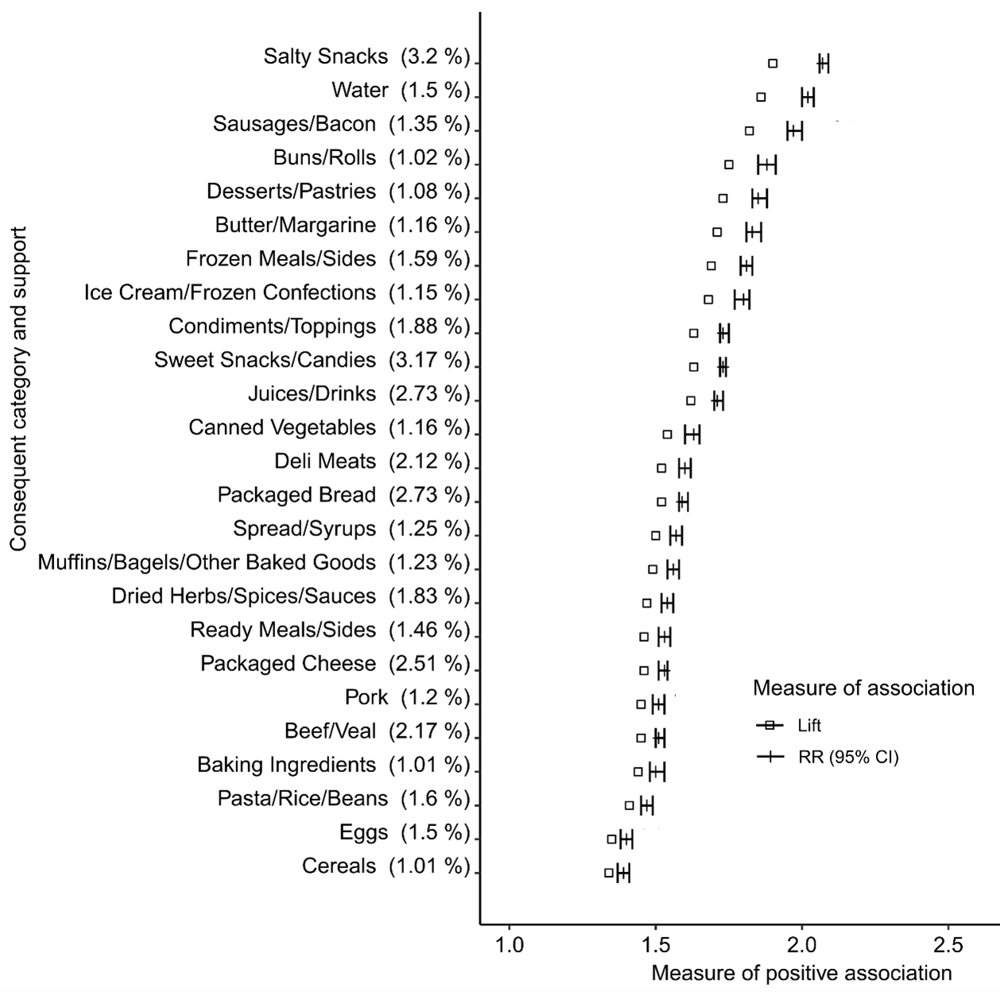 Consequent category and support
Salty Snacks (3.2 %)
Water (1.5 %)
Sausages/Bacon (1.35 %)
Buns/Rolls (1.02 %)
Desserts/Pastries (1.08 %)
Butter/Margarine (1.16 %)
Frozen Meals/Sides (1.59 %)
Ice Cream/Frozen Confections (1.15 %)
Condiments/Toppings (1.88 %)
Sweet Snacks/Candies (3.17 %)
Juices/Drinks (2.73 %)
Canned Vegetables (1.16 %)
Deli Meats (2.12 %)
Packaged Bread (2.73 %)
Spread/Syrups (1.25 %)
Muffins/Bagels/Other Baked Goods (1.23 %)
Dried Herbs/Spices/Sauces (1.83 %)
Ready Meals/Sides (1.46 %)
Packaged Cheese (2.51 %)
Pork (1.2 %)
Beef/Veal (2.17 %)
Baking Ingredients (1.01 %)
Pasta/Rice/Beans (1.6 %)
Eggs (1.5 %)
Cereals (1.01 %)
Measure of association
Lift
RR (95% CI)
1.0 1.5 2.0 2.5
Measure of positive association